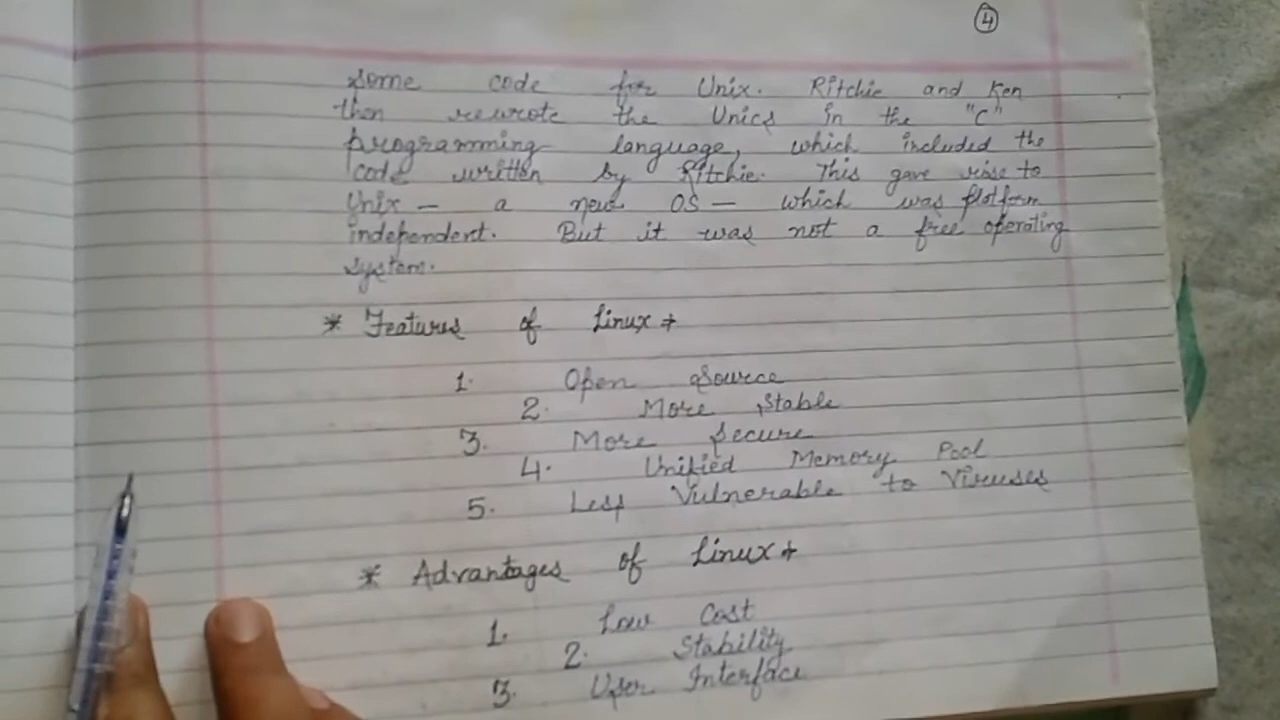 4
Some code for Unix. Ritchie and Ken
then rewrote the Unics in the "C"
programming language, which included the
code written by Ritchie. This gave rise to
Unix — a new OS — which was platform
independent. But it was not a free operating
system.
* Features of Linux →
1. Open Source
2. More Stable
3. More Secure
4. Unified Memory Pool
5. Less Vulnerable to Viruses
* Advantages of Linux →
1. Low Cost
2. Stability
3. User Interface